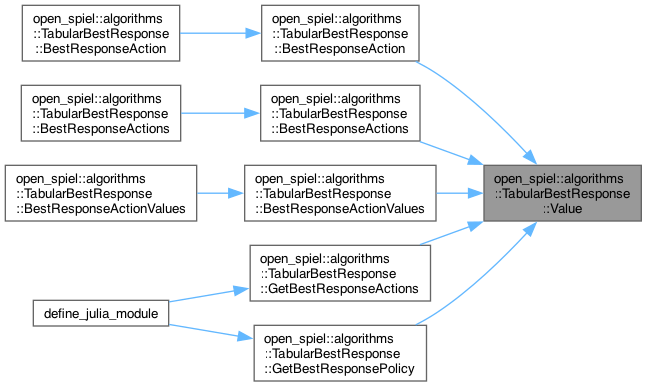 open_spiel::algorithms
::TabularBestResponse
::BestResponseAction
open_spiel::algorithms
::TabularBestResponse
::BestResponseAction
open_spiel::algorithms
::TabularBestResponse
::BestResponseActions
open_spiel::algorithms
::TabularBestResponse
::BestResponseActions
open_spiel::algorithms
::TabularBestResponse
::BestResponseActionValues
open_spiel::algorithms
::TabularBestResponse
::BestResponseActionValues
open_spiel::algorithms
::TabularBestResponse
::Value
open_spiel::algorithms
::TabularBestResponse
::GetBestResponseActions
define_julia_module
open_spiel::algorithms
::TabularBestResponse
::GetBestResponsePolicy